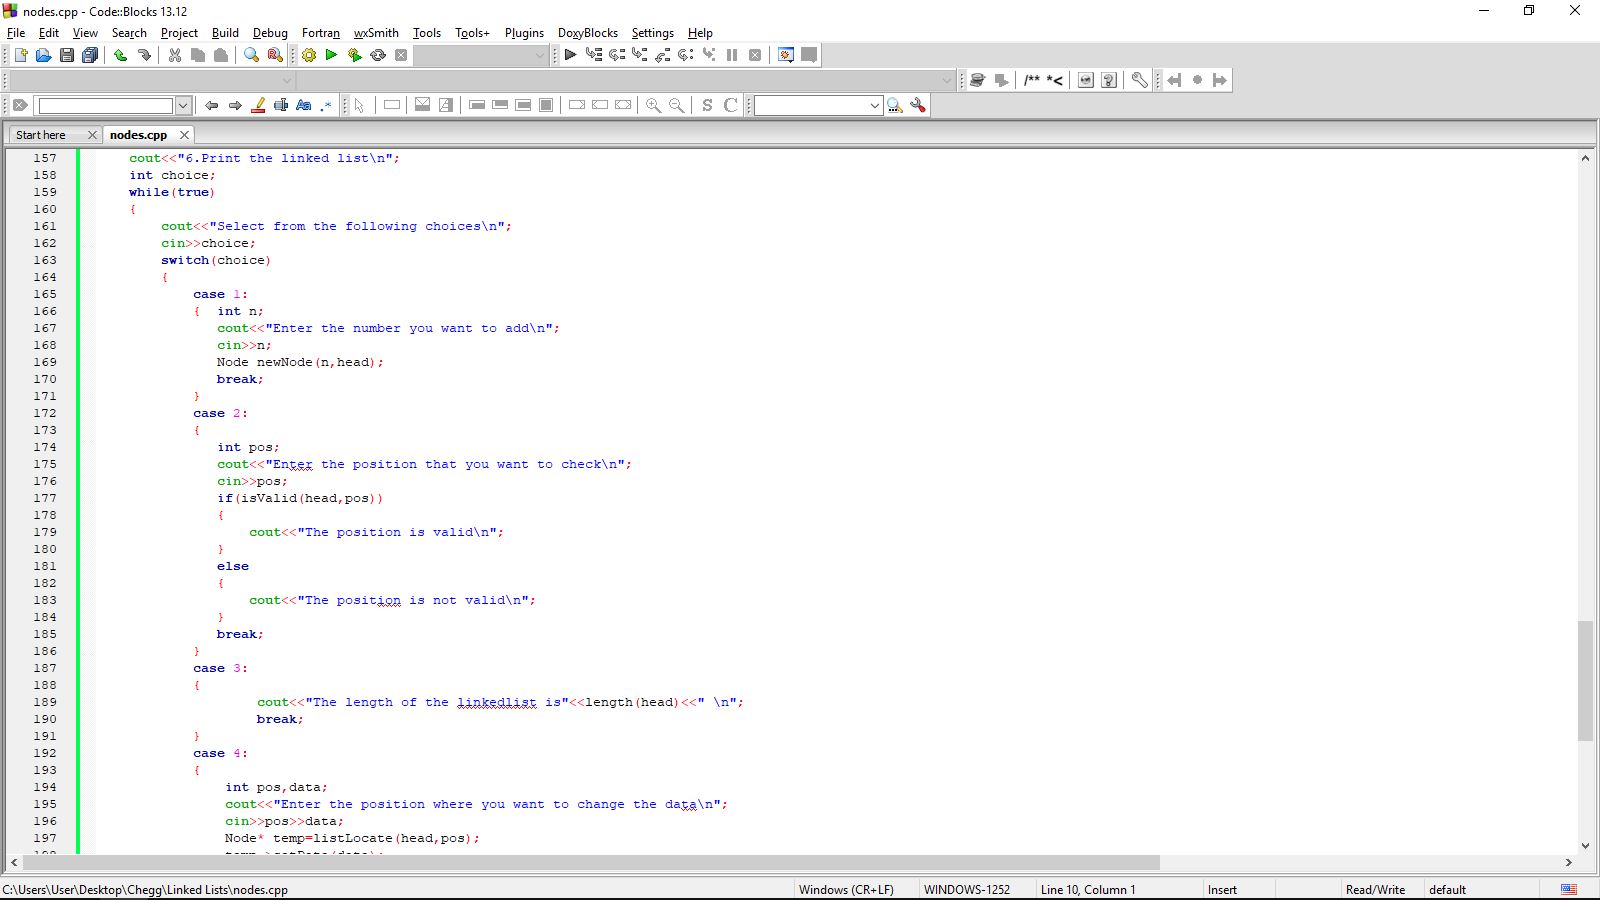 nodes.cpp - Code::Blocks 13.12
File Edit View Search Project Build Debug Fortran wxSmith Tools Tools+ Plugins DoxyBlocks Settings Help
/** *<
Aa .*
S C
Start here nodes.cpp
157 cout<<"6.Print the linked list\n";
158 int choice;
159 while(true)
160 {
161 cout<<"Select from the following choices\n";
162 cin>>choice;
163 switch(choice)
164 {
165 case 1:
166 { int n;
167 cout<<"Enter the number you want to add\n";
168 cin>>n;
169 Node newNode(n,head);
170 break;
171 }
172 case 2:
173 {
174 int pos;
175 cout<<"Enter the position that you want to check\n";
176 cin>>pos;
177 if(isValid(head,pos))
178 {
179 cout<<"The position is valid\n";
180 }
181 else
182 {
183 cout<<"The position is not valid\n";
184 }
185 break;
186 }
187 case 3:
188 {
189 cout<<"The length of the linkedlist is"<<length(head)<<" \n";
190 break;
191 }
192 case 4:
193 {
194 int pos,data;
195 cout<<"Enter the position where you want to change the data\n";
196 cin>>pos>>data;
197 Node* temp=listLocate(head,pos);
C:\Users\User\Desktop\Chegg\Linked Lists\nodes.cpp Windows (CR+LF) WINDOWS-1252 Line 10, Column 1 Insert Read/Write default